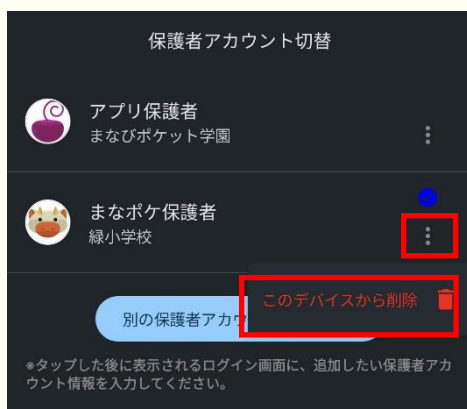 保護者アカウント切替
アプリ保護者
まなびポケット学園
まなポケ保護者
緑小学校
このデバイスから削除
別の保護者アカウ
※タップした後に表示されるログイン画面に、追加したい保護者アカ
ウント情報を入力してください。